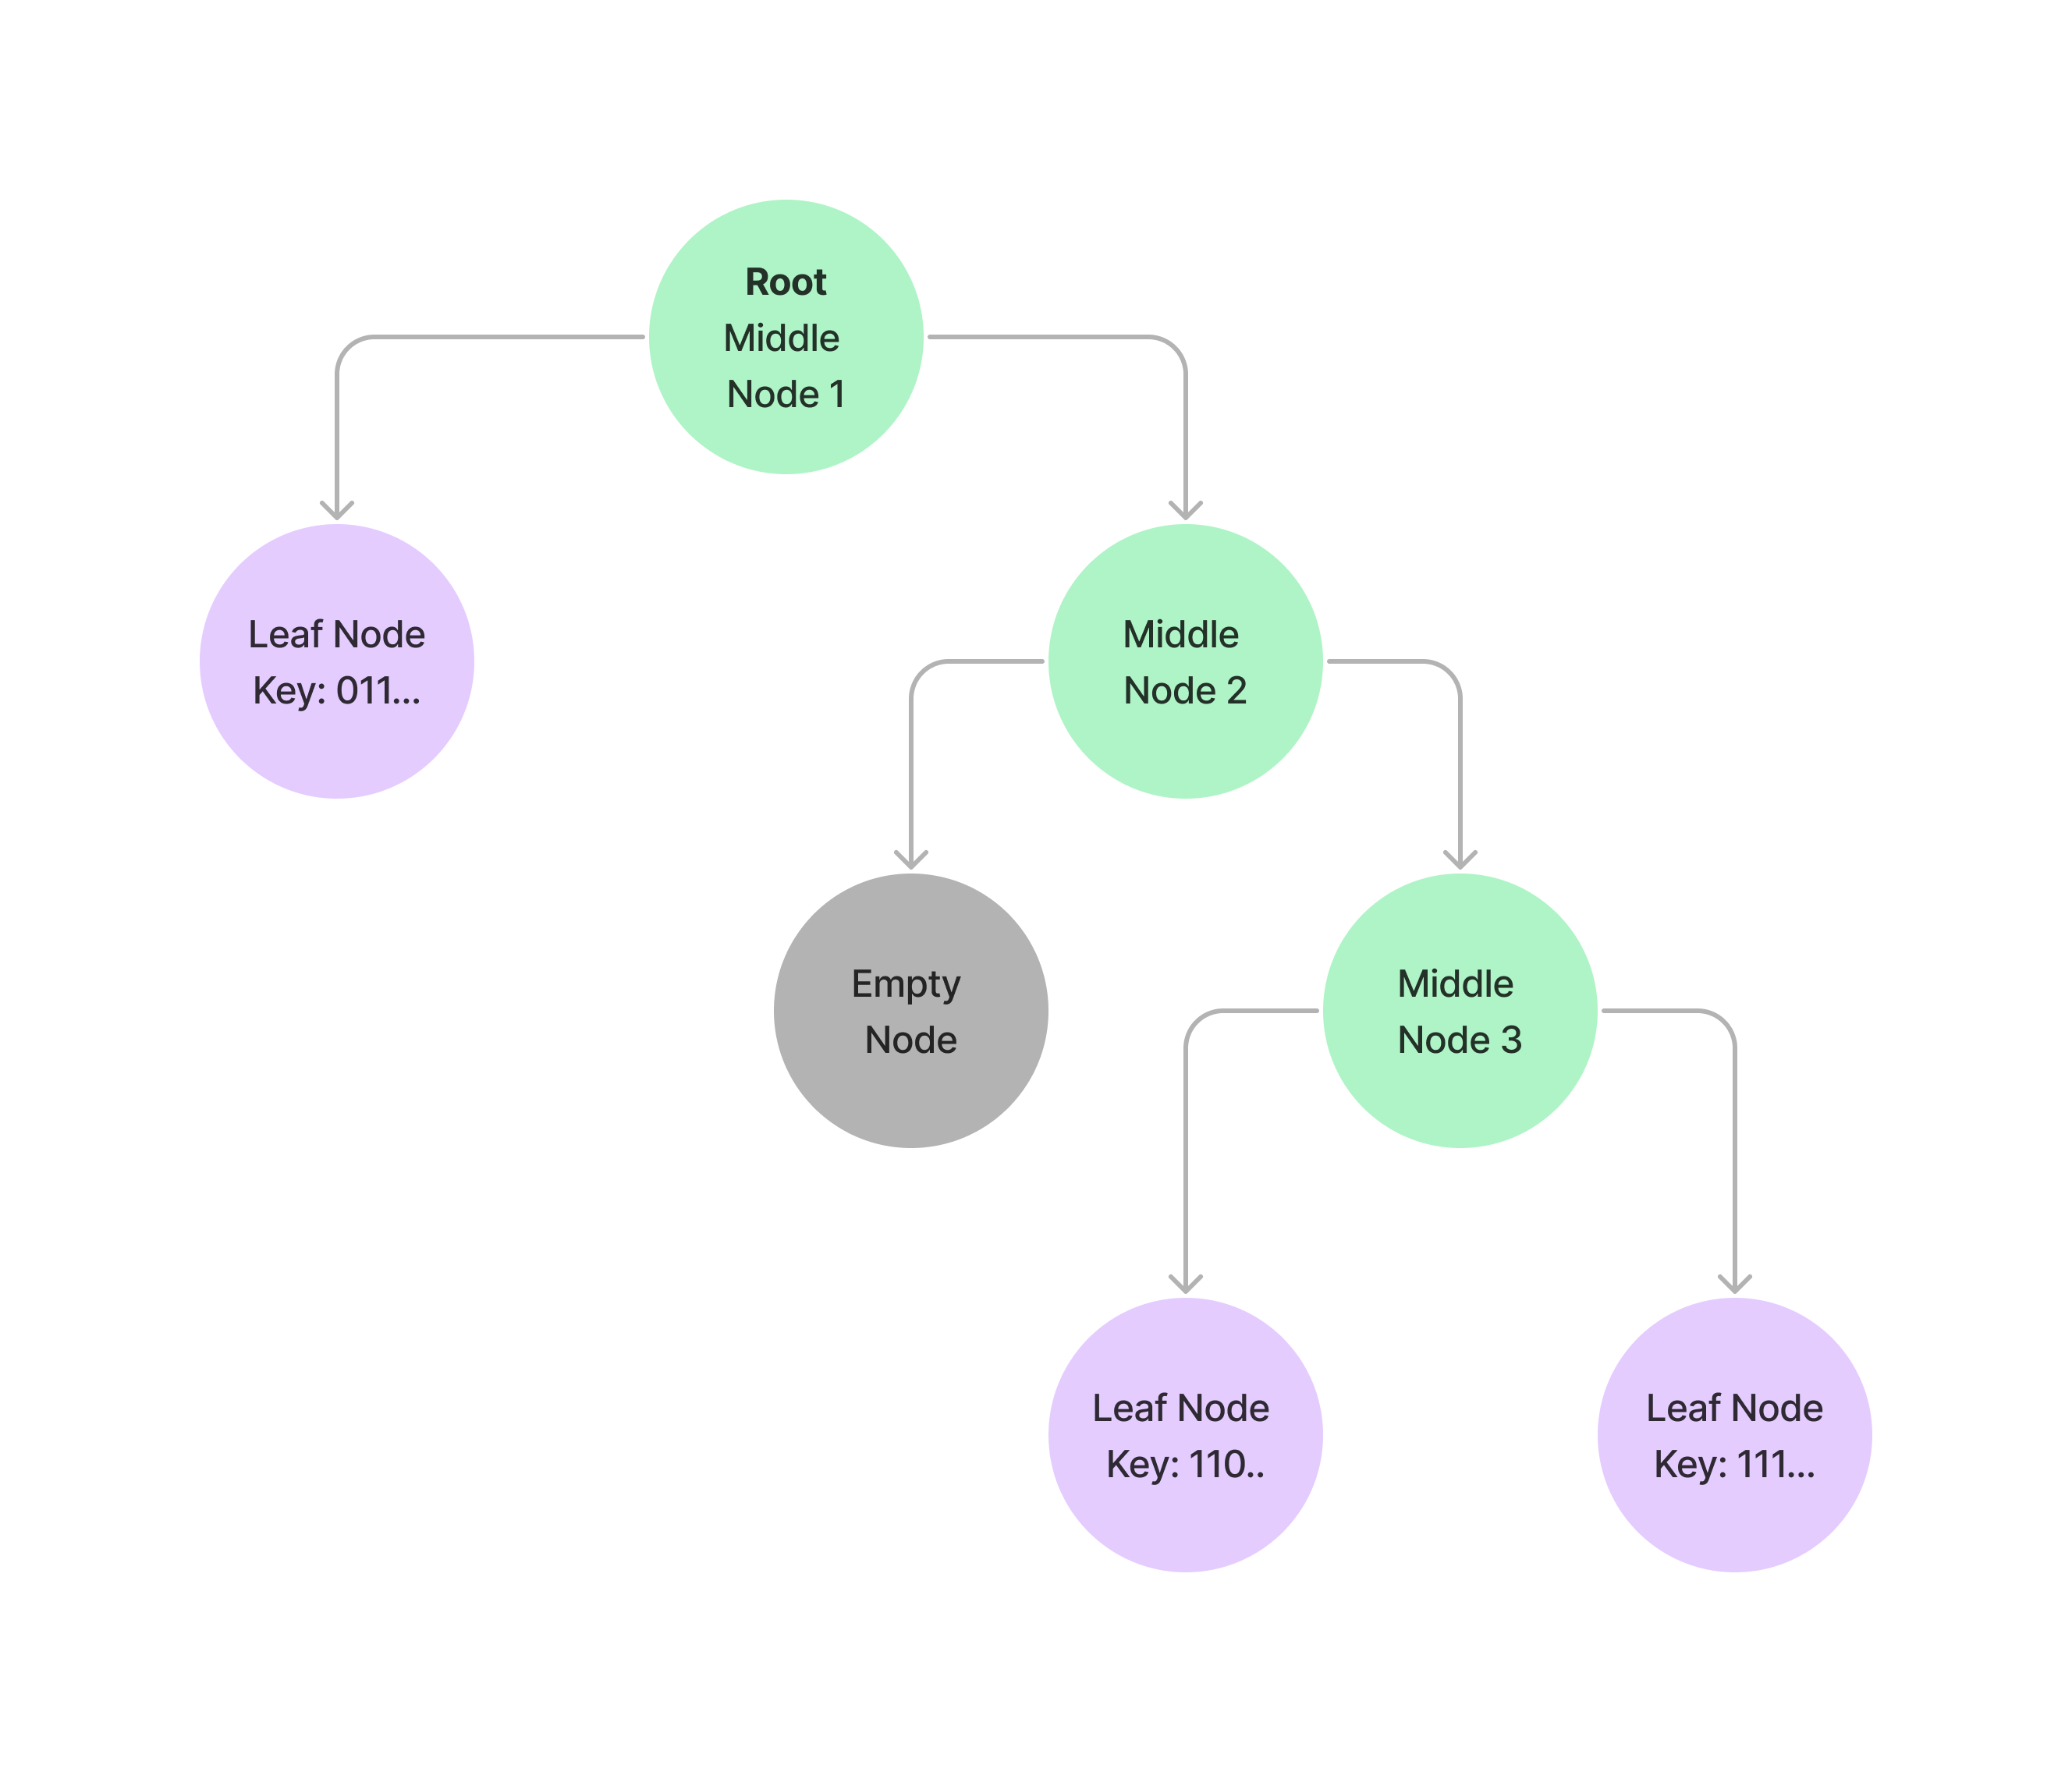 Root
Middle
Node 1
Leaf Node
Key: 011...
Middle
Node 2
Empty
Node
Middle
Node 3
Leaf Node
Key: 110..
Leaf Node
Key: 111...